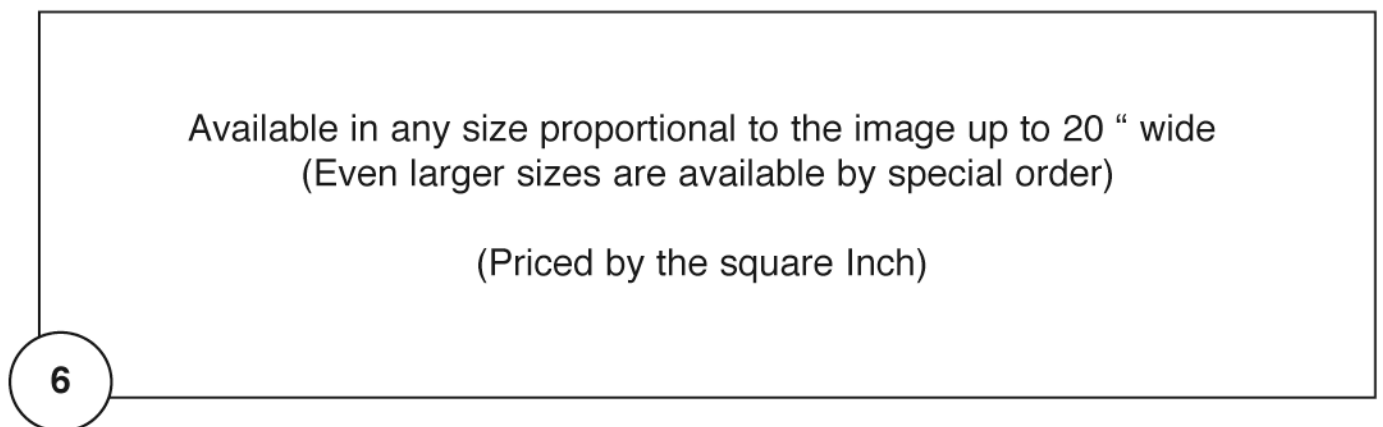 Available in any size proportional to the image up to 20 “ wide
(Even larger sizes are available by special order)
(Priced by the square Inch)
6